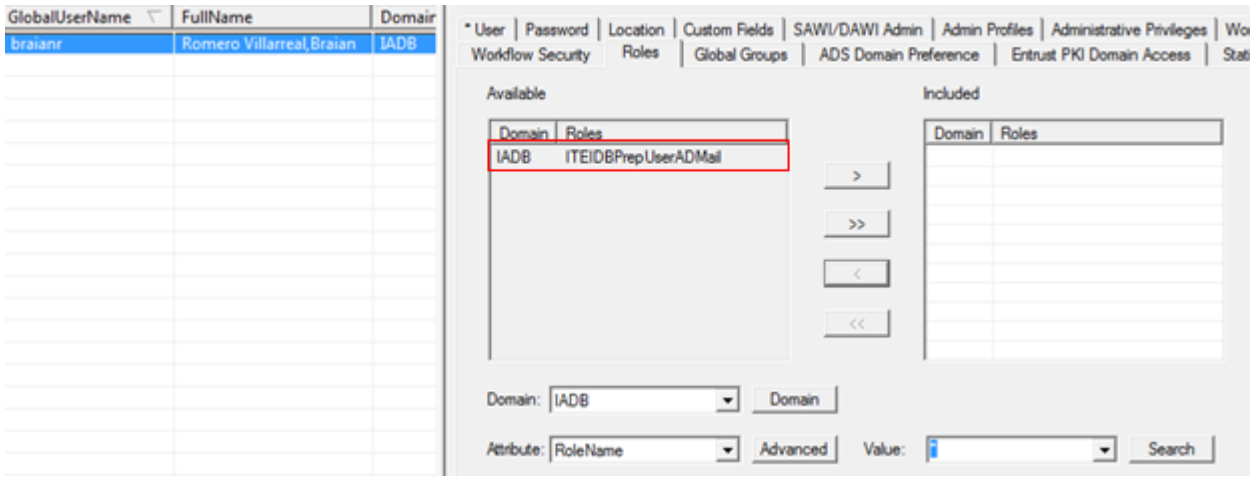 GlobalUserName FullName Domain
braianr Romero Villarreal,Braian IADB
* User Password Location Custom Fields SAWI/DAWI Admin Admin Profiles Administrative Privileges
Workflow Security Roles Global Groups ADS Domain Preference Entrust PKI Domain Access
Available Included
Domain Roles Domain Roles
IADB ITEIDBPrepUserADMail
>
>>
<
<<
Domain: IADB Domain
Attribute: RoleName Advanced Value: * Search